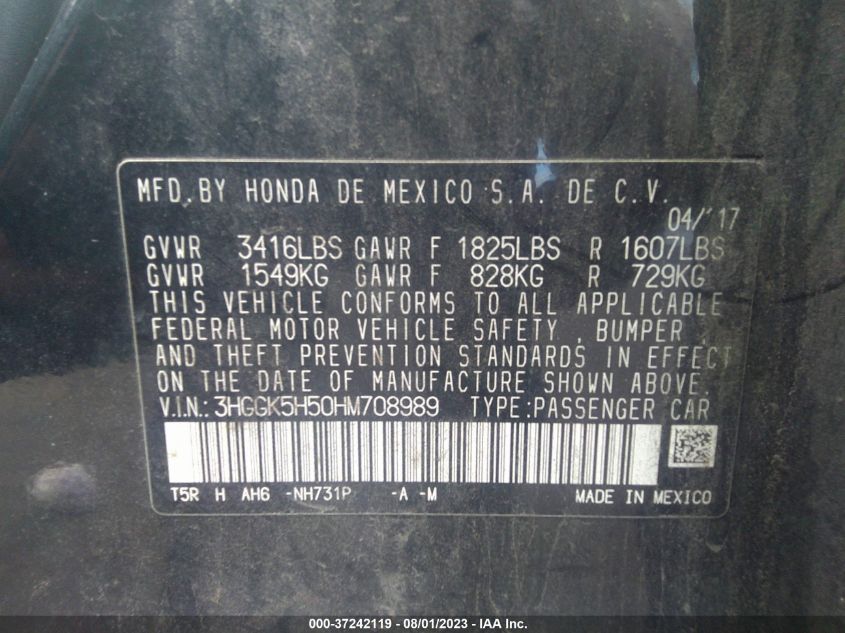 MFD. BY HONDA DE MEXICO S.A. DE C.V.
04/'17
GVWR 3416LBS GAWR F 1825LBS R 1607LBS
GVWR 1549KG GAWR F 828KG R 729KG
THIS VEHICLE CONFORMS TO ALL APPLICABLE
FEDERAL MOTOR VEHICLE SAFETY , BUMPER ,
AND THEFT PREVENTION STANDARDS IN EFFECT
ON THE DATE OF MANUFACTURE SHOWN ABOVE.
V.I.N.: 3HGGK5H50HM708989 TYPE:PASSENGER CAR
T5R H AH6 -NH731P -A -M MADE IN MEXICO
000-37242119 - 08/01/2023 - IAA Inc.